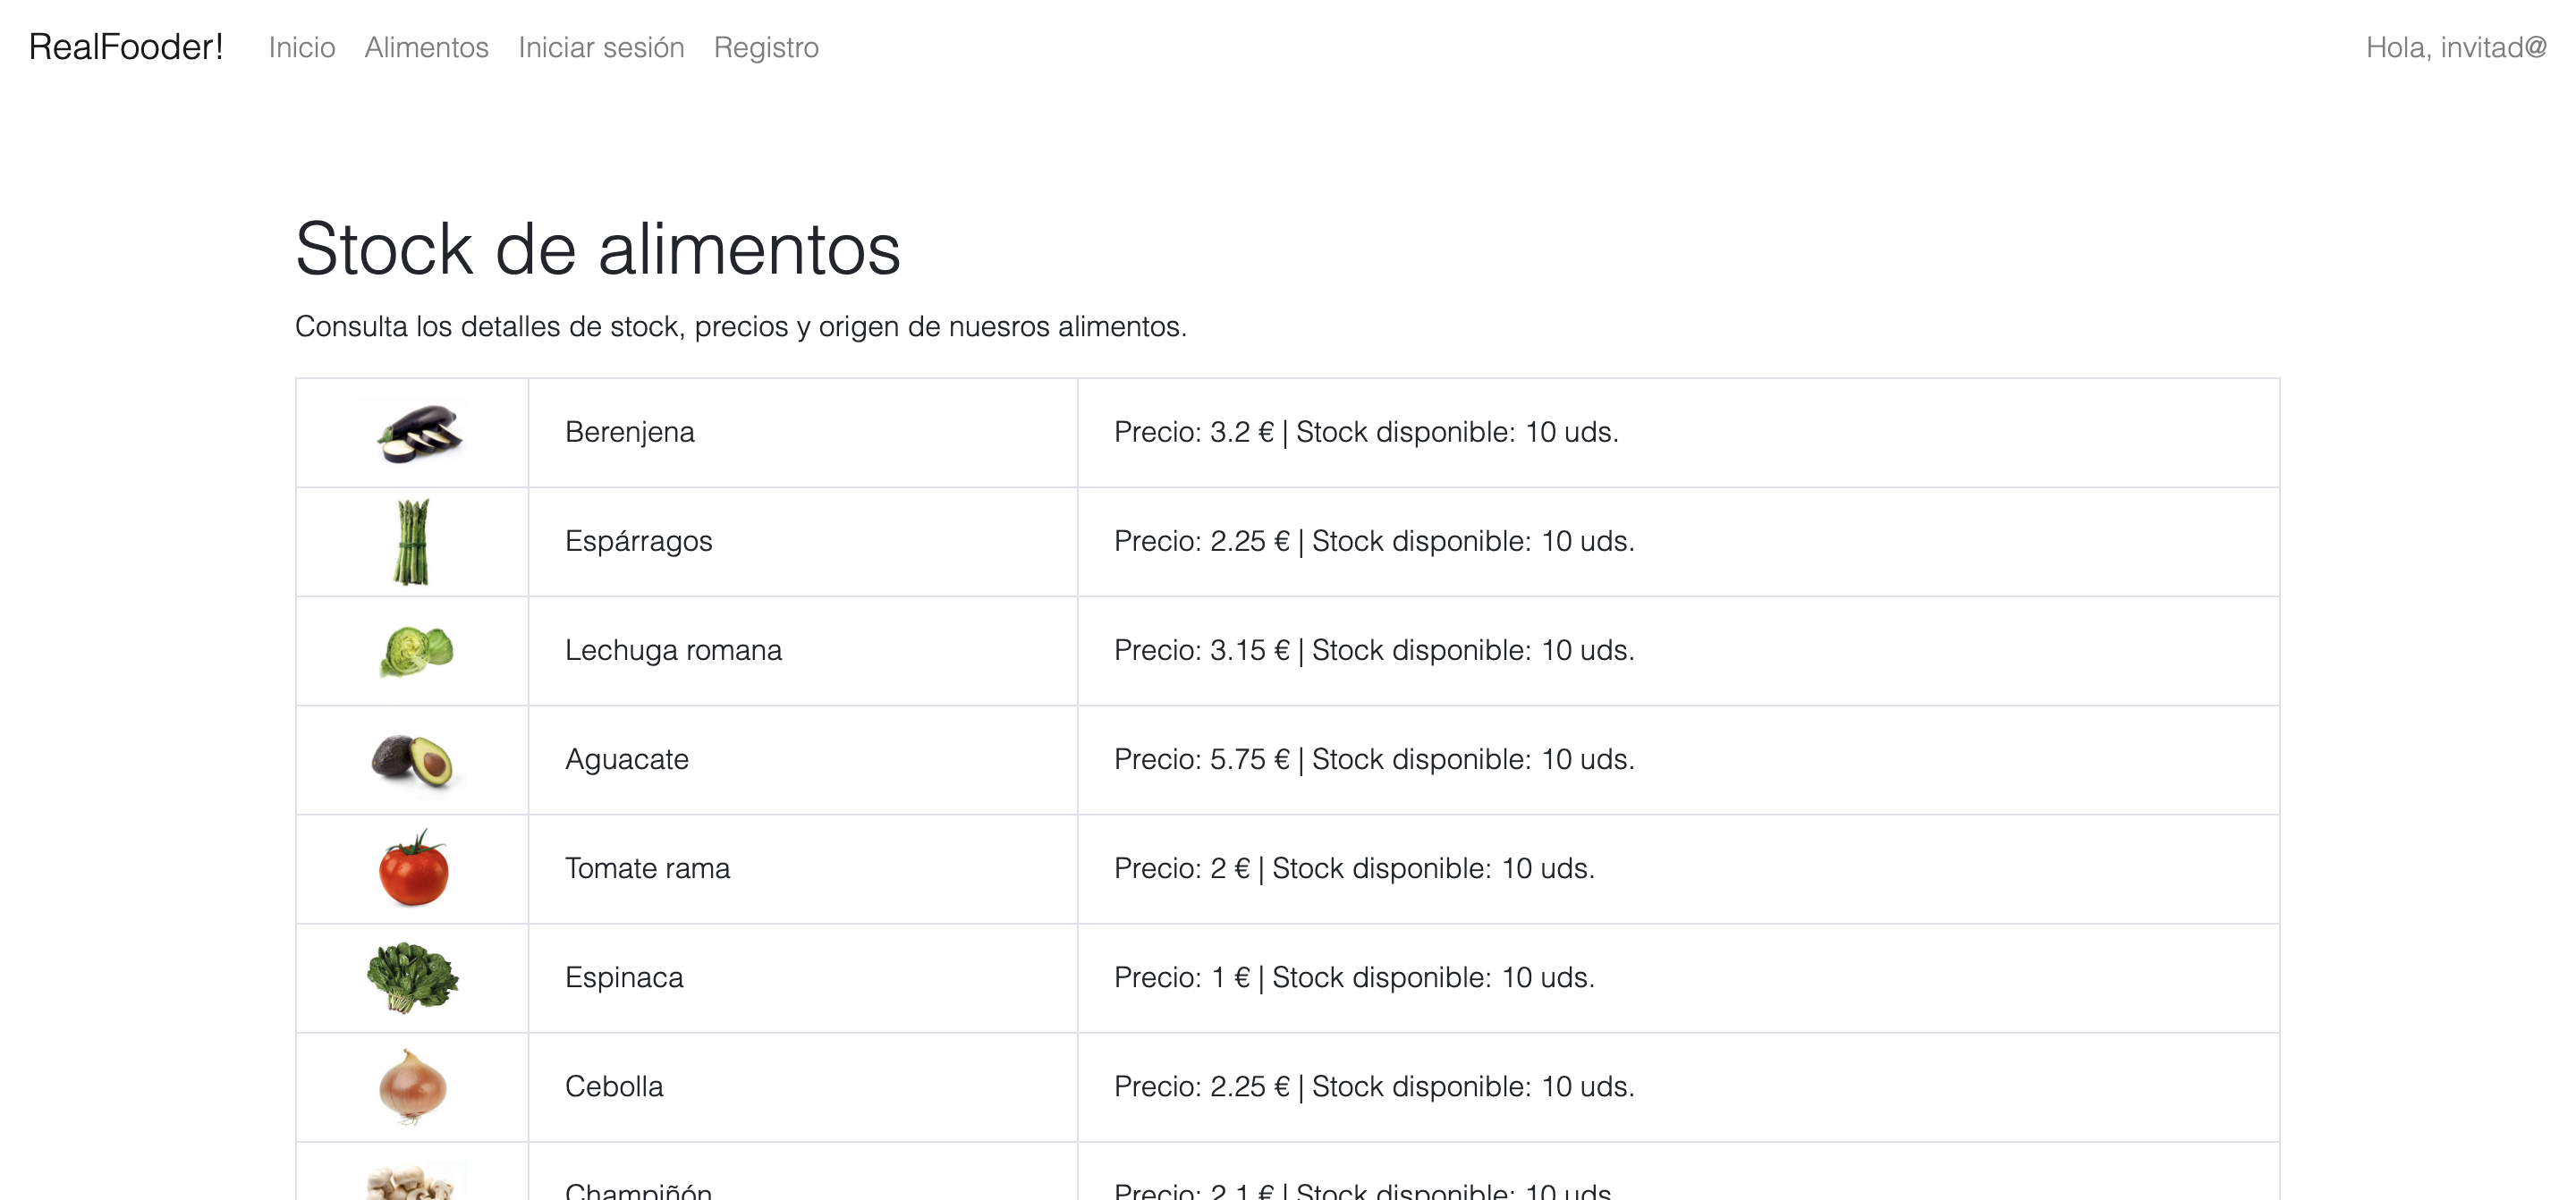 RealFooder! Inicio Alimentos Iniciar sesión Registro Hola, invitad@
Stock de alimentos
Consulta los detalles de stock, precios y origen de nuesros alimentos.
Berenjena Precio: 3.2 € | Stock disponible: 10 uds.
Espárragos Precio: 2.25 € | Stock disponible: 10 uds.
Lechuga romana Precio: 3.15 € | Stock disponible: 10 uds.
Aguacate Precio: 5.75 € | Stock disponible: 10 uds.
Tomate rama Precio: 2 € | Stock disponible: 10 uds.
Espinaca Precio: 1 € | Stock disponible: 10 uds.
Cebolla Precio: 2.25 € | Stock disponible: 10 uds.
Champiñón Precio: 2.1 € | Stock disponible: 10 uds.